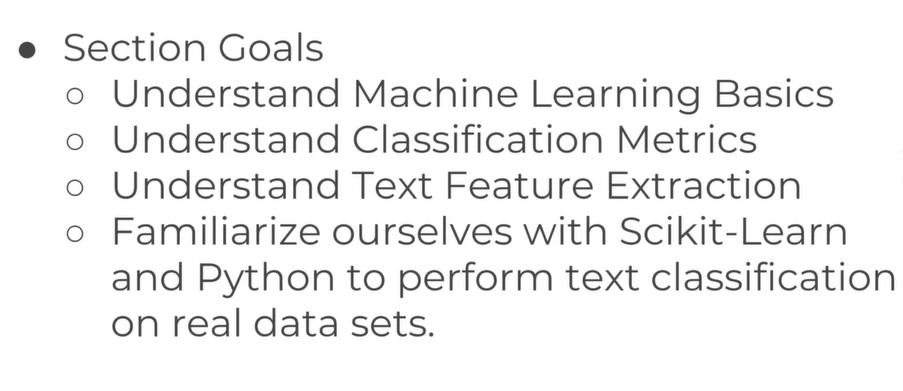 ● Section Goals
○ Understand Machine Learning Basics
○ Understand Classification Metrics
○ Understand Text Feature Extraction
○ Familiarize ourselves with Scikit-Learn
and Python to perform text classification
on real data sets.